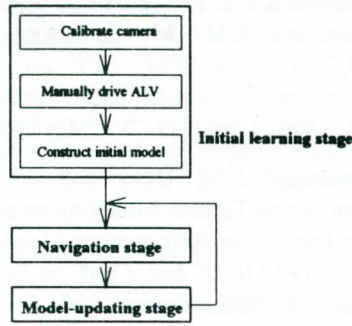 Calibrate camera
Manually drive ALV
Construct initial model
Initial learning stage
Navigation stage
Model-updating stage